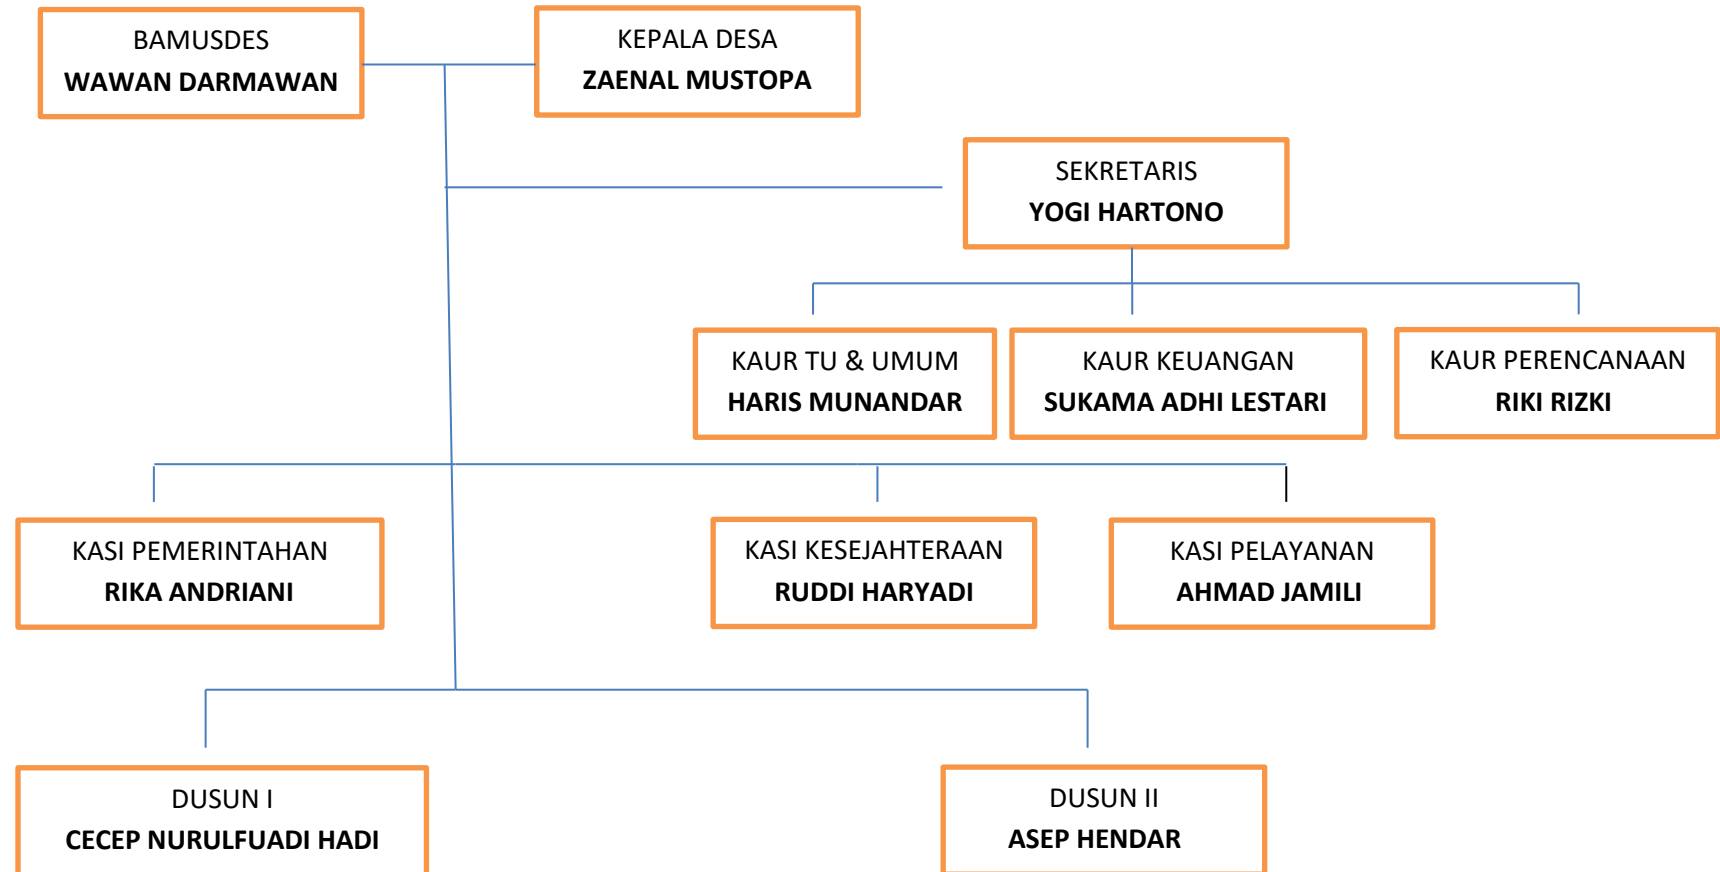 BAMUSDES
WAWAN DARMAWAN
KEPALA DESA
ZAENAL MUSTOPA
SEKRETARIS
YOGI HARTONO
KAUR TU & UMUM
HARIS MUNANDAR
KAUR KEUANGAN
SUKAMA ADHI LESTARI
KAUR PERENCANAAN
RIKI RIZKI
KASI PEMERINTAHAN
RIKA ANDRIANI
KASI KESEJAHTERAAN
RUDDI HARYADI
KASI PELAYANAN
AHMAD JAMILI
DUSUN I
CECEP NURULFUADI HADI
DUSUN II
ASEP HENDAR